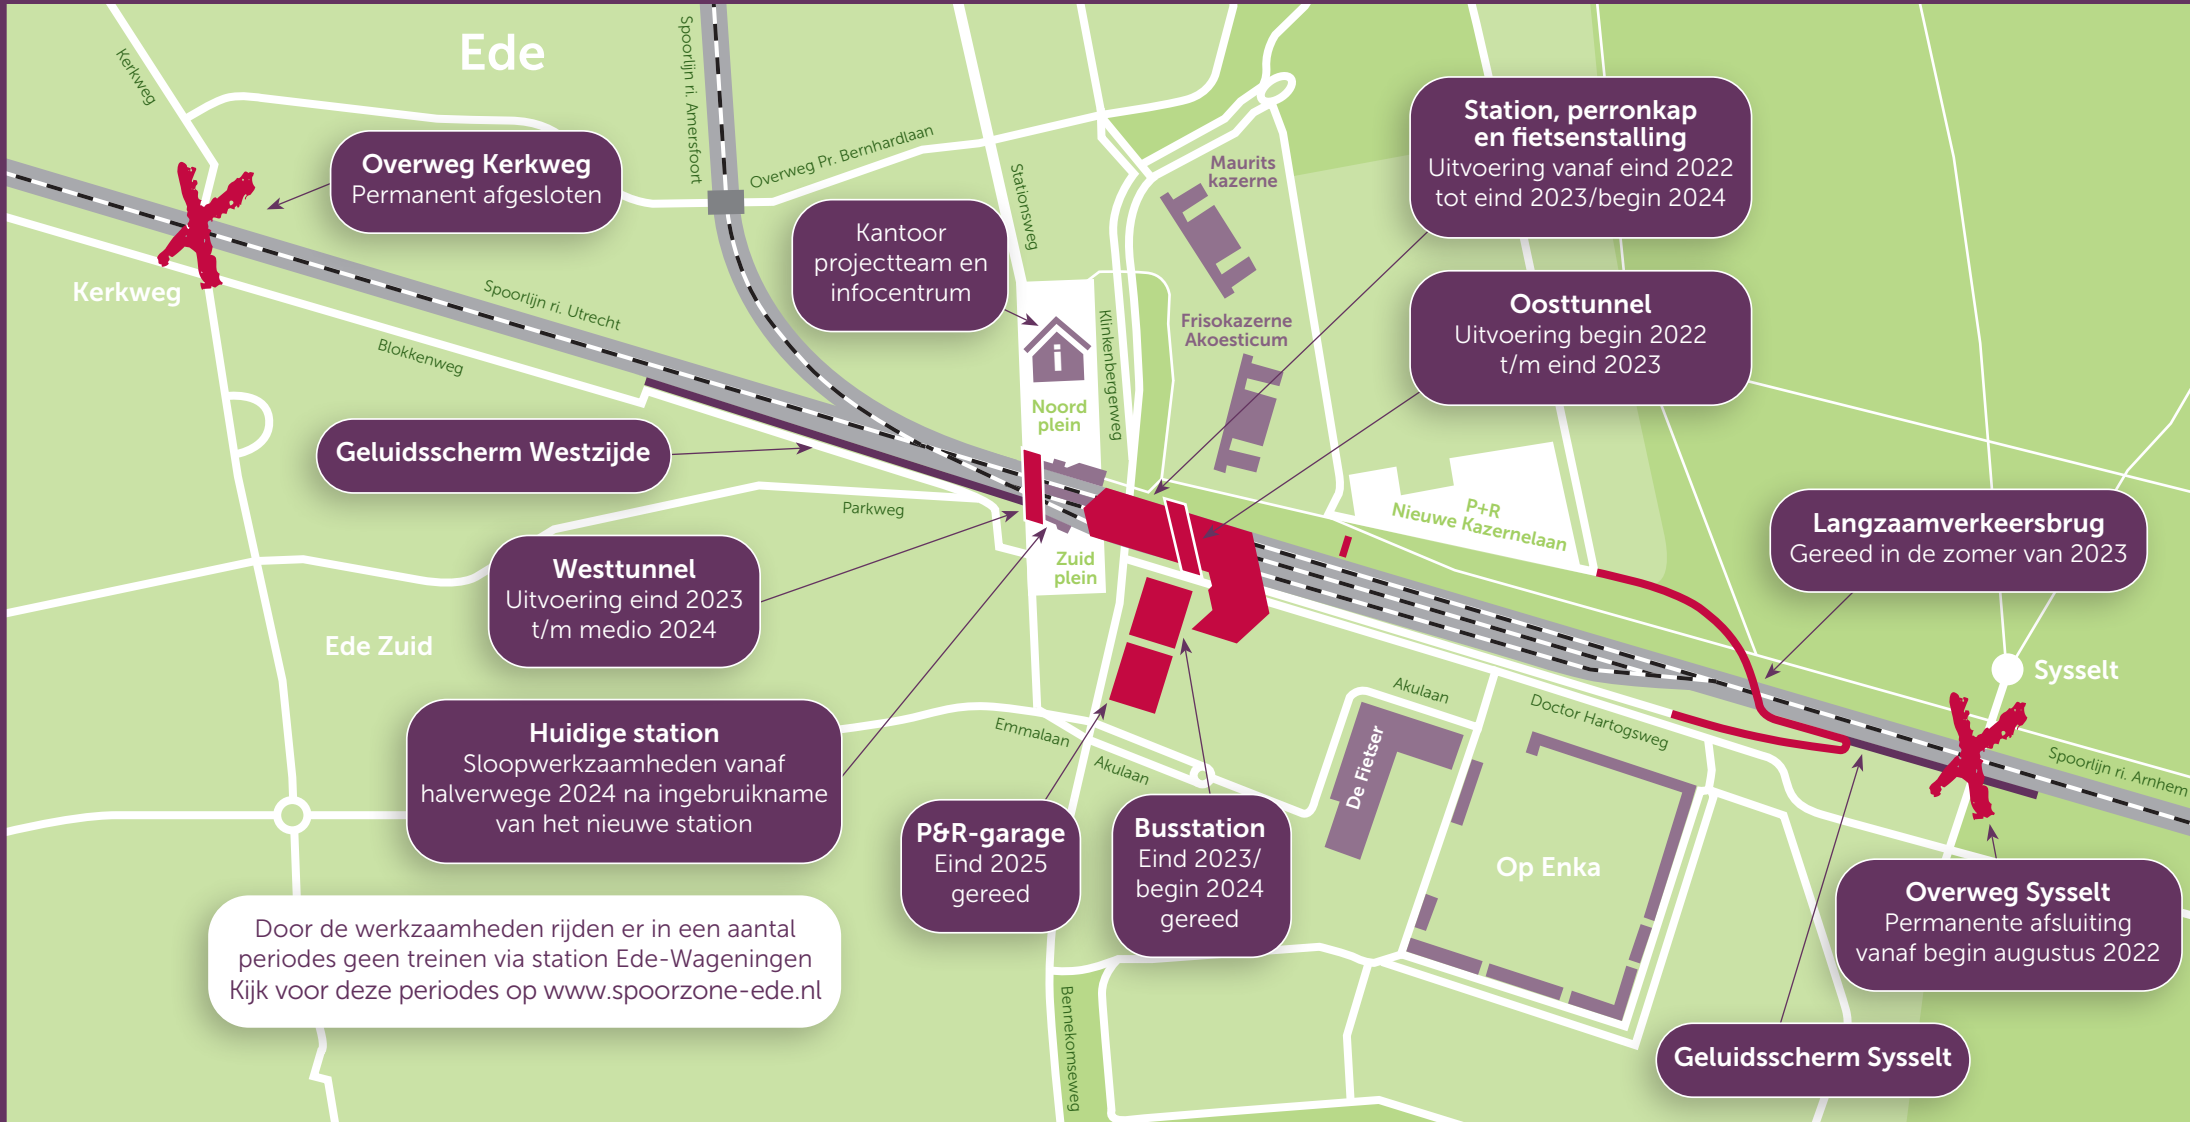 Ede
Kerkweg
Spoorlijn ri. Amersfoort
Overweg Pr. Bernhardlaan
Stationsweg
Overweg Kerkweg
Permanent afgesloten
Kantoor
projectteam en
infocentrum
Maurits
kazerne
Station, perronkap
en fietsenstalling
Uitvoering vanaf eind 2022
tot eind 2023/begin 2024
Kerkweg
Spoorlijn ri. Utrecht
Blokkenweg
i
Noord
plein
Klinkenbergerweg
Frisokazerne
Akoesticum
Oosttunnel
Uitvoering begin 2022
t/m eind 2023
Geluidsscherm Westzijde
Parkweg
P+R
Nieuwe Kazernelaan
Langzaamverkeersbrug
Gereed in de zomer van 2023
Westtunnel
Uitvoering eind 2023
t/m medio 2024
Zuid
plein
Ede Zuid
Sysselt
Huidige station
Sloopwerkzaamheden vanaf
halverwege 2024 na ingebruikname
van het nieuwe station
Emmalaan
Akulaan
Akulaan
De Fietser
Doctor Hartogsweg
Spoorlijn ri. Arnhem
P&R-garage
Eind 2025
gereed
Busstation
Eind 2023/
begin 2024
gereed
Op Enka
Overweg Sysselt
Permanente afsluiting
vanaf begin augustus 2022
Door de werkzaamheden rijden er in een aantal
periodes geen treinen via station Ede-Wageningen
Kijk voor deze periodes op www.spoorzone-ede.nl
Bennekomseweg
Geluidsscherm Sysselt